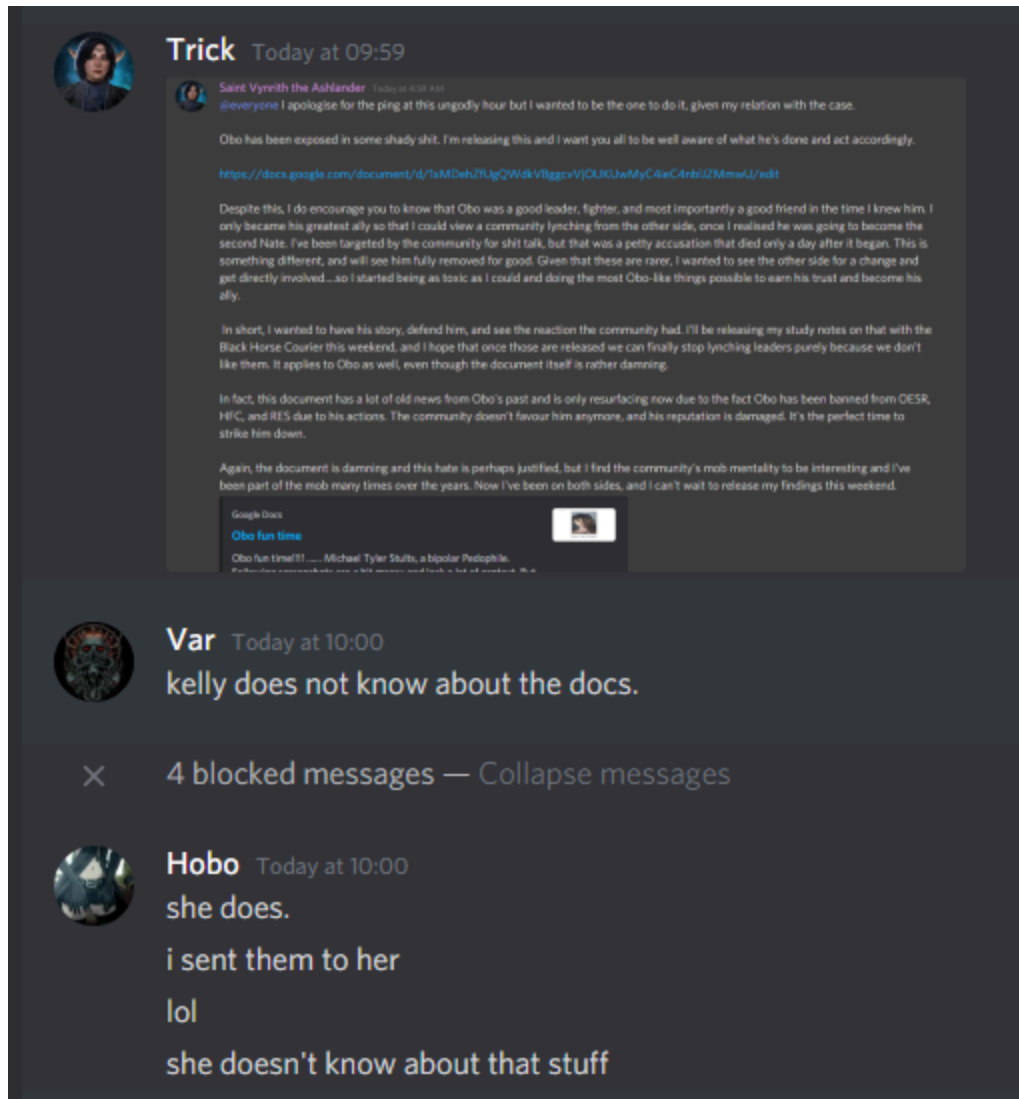 Trick Today at 09:59
Saint Vynrith the Ashlander Today at 4:59 AM
@everyone I apologise for the ping at this ungodly hour but I wanted to be the one to do it, given my relation with the case.
Obo has been exposed in some shady shit. I'm releasing this and I want you all to be well aware of what he's done and act accordingly.
Despite this, I do encourage you to know that Obo was a good leader, fighter, and most importantly a good friend in the time I knew him. I
only became his greatest ally so that I could view a community lynching from the other side, once I realised he was going to become the
second Nate. I've been targeted by the community for shit talk, but that was a petty accusation that died only a day after it began. This is
something different, and will see him fully removed for good. Given that these are rarer, I wanted to see the other side for a change and
get directly involved....so I started being as toxic as I could and doing the most Obo-like things possible to earn his trust and become his
ally.
In short, I wanted to have his story, defend him, and see the reaction the community had. I'll be releasing my study notes on that with the
Black Horse Courier this weekend, and I hope that once those are released we can finally stop lynching leaders purely because we don't
like them. It applies to Obo as well, even though the document itself is rather damning.
In fact, this document has a lot of old news from Obo's past and is only resurfacing now due to the fact Obo has been banned from OESR,
HFC, and RES due to his actions. The community doesn't favour him anymore, and his reputation is damaged. It's the perfect time to
strike him down.
Again, the document is damning and this hate is perhaps justified, but I find the community's mob mentality to be interesting and I've
been part of the mob many times over the years. Now I've been on both sides, and I can't wait to release my findings this weekend.
Google Docs
Obo fun time
Obo fun time!!! ...... Michael Tyler Stults, a bipolar Pedophile.
Var Today at 10:00
kelly does not know about the docs.
4 blocked messages — Collapse messages
Hobo Today at 10:00
she does.
i sent them to her
lol
she doesn't know about that stuff